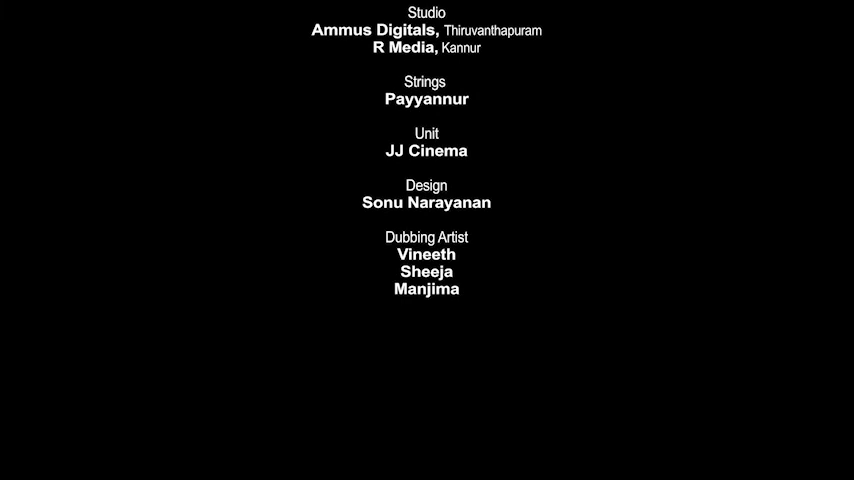 Studio
Ammus Digitals, Thiruvanthapuram
R Media, Kannur
Strings
Payyannur
Unit
JJ Cinema
Design
Sonu Narayanan
Dubbing Artist
Vineeth
Sheeja
Manjima